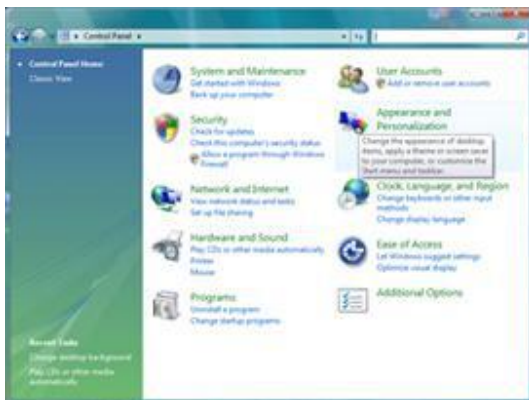 Control Panel
Control Panel Home
Classic View
System and Maintenance
Get started with Windows
Back up your computer
Security
Check for updates
Check this computer's security status
Allow a program through Windows
Firewall
Network and Internet
View network status and tasks
Set up file sharing
Hardware and Sound
Play CDs or other media automatically
Printer
Mouse
Programs
Uninstall a program
Change startup programs
User Accounts
Add or remove user accounts
Appearance and
Personalization
Change the appearance of desktop
items, apply a theme or screen saver
to your computer, or customize the
Start menu and taskbar.
Clock, Language, and Region
Change keyboards or other input
methods
Change display language
Ease of Access
Let Windows suggest settings
Optimize visual display
Additional Options
Recent Tasks
Change desktop background
Play CDs or other media
automatically